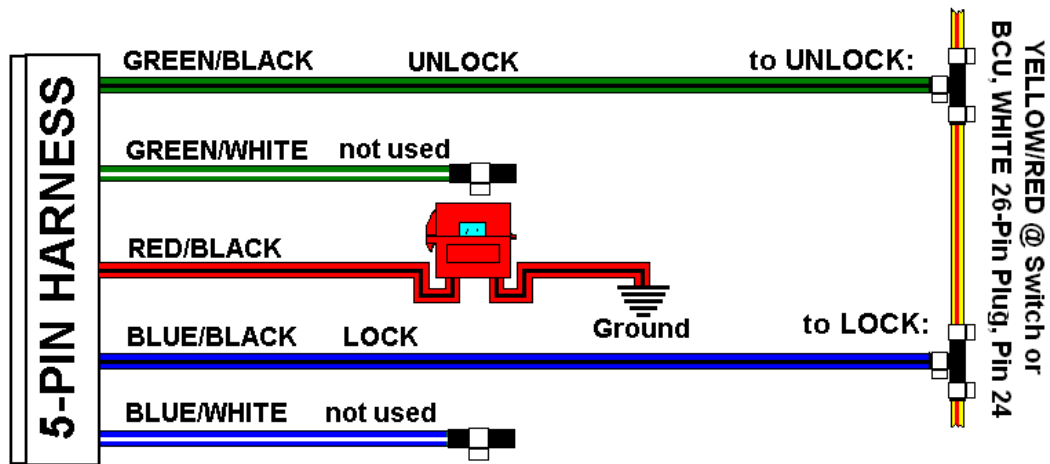 GREEN/BLACK UNLOCK to UNLOCK:
GREEN/WHITE not used
RED/BLACK
Ground
BLUE/BLACK LOCK to LOCK:
BLUE/WHITE not used
5-PIN HARNESS
YELLOW/RED @ Switch or
BCU, WHITE 26-Pin Plug, Pin 24